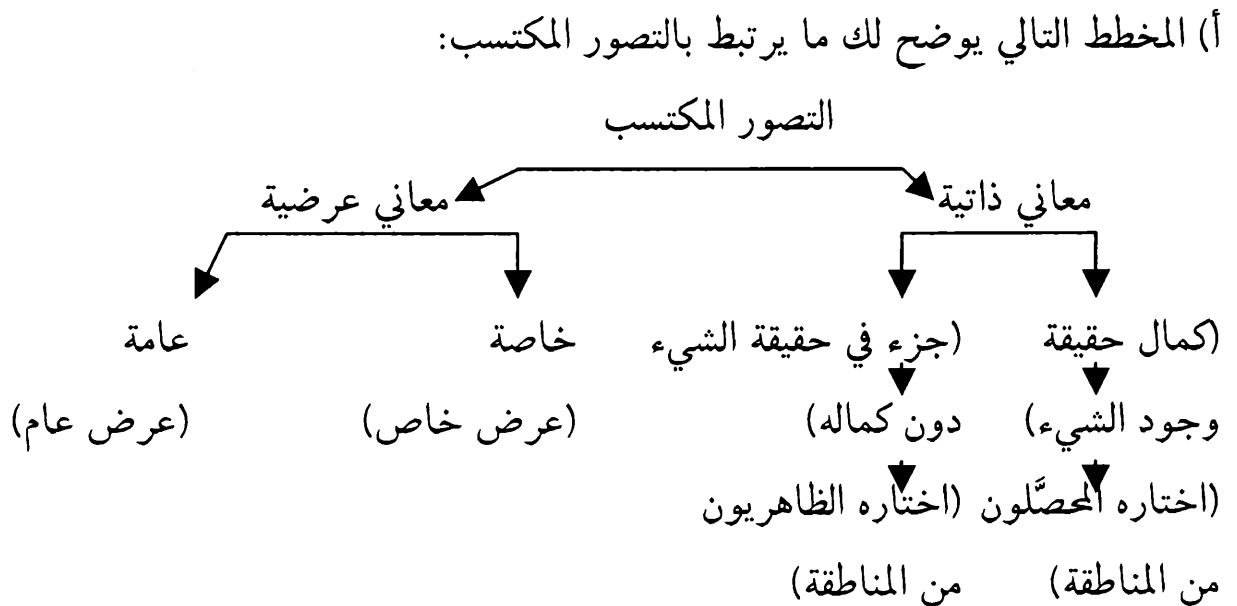 أ) المخطط التالي يوضح لك ما يرتبط بالتصور المكتسب:
التصور المكتسب
معاني ذاتية معاني عرضية
(كمال حقيقة (جزء في حقيقة الشيء خاصة عامة
وجود الشيء) دون كماله) (عرض خاص) (عرض عام)
(اختاره المحصَّلون (اختاره الظاهريون
من المناطقة) من المناطقة)